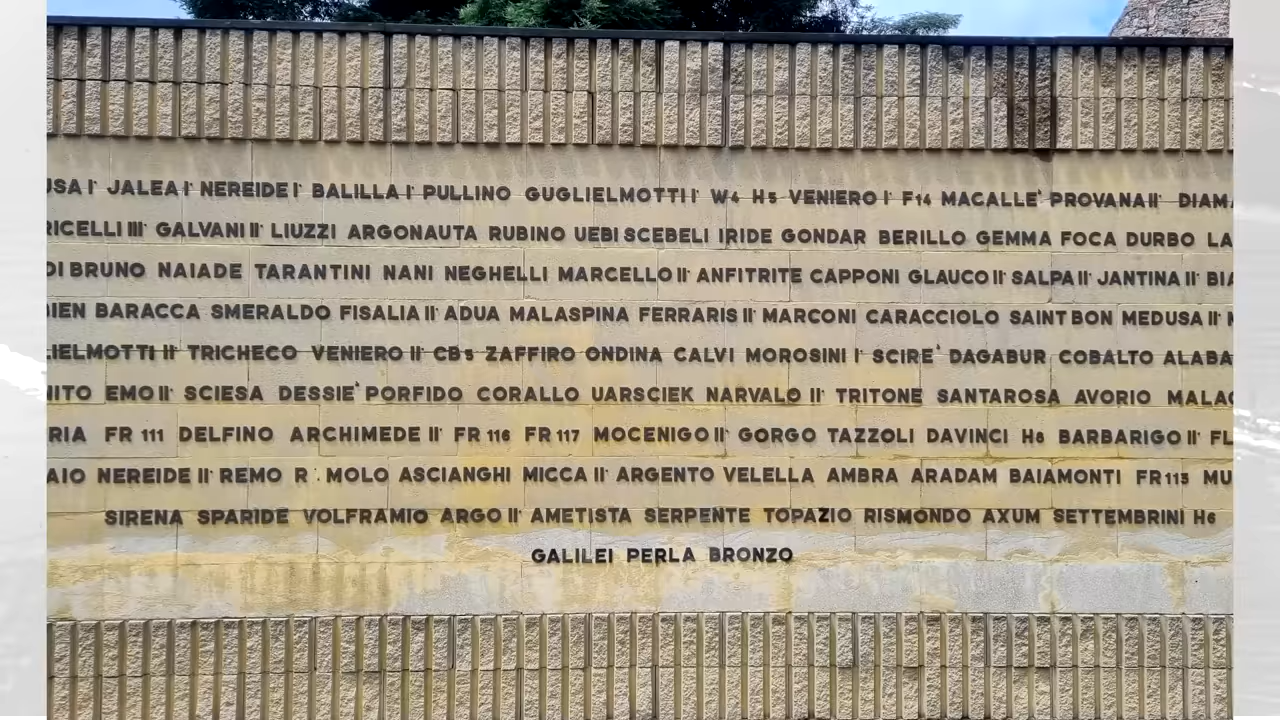 USA I° JALEA I° NEREIDE I° BALILLA I° PULLINO GUGLIELMOTTI I° W4 H5 VENIERO I° F14 MACALLE` PROVANA II° DIAM
RICELLI III° GALVANI II° LIUZZI ARGONAUTA RUBINO UEBI SCEBELI IRIDE GONDAR BERILLO GEMMA FOCA DURBO LA
DI BRUNO NAIADE TARANTINI NANI NEGHELLI MARCELLO II° ANFITRITE CAPPONI GLAUCO II° SALPA II° JANTINA II° BIA
IEN BARACCA SMERALDO FISALIA II° ADUA MALASPINA FERRARIS II° MARCONI CARACCIOLO SAINT BON MEDUSA II°
LIELMOTTI II° TRICHECO VENIERO II° CB5 ZAFFIRO ONDINA CALVI MOROSINI I° SCIRE` DAGABUR COBALTO ALABA
NITO EMO II° SCIESA DESSIE` PORFIDO CORALLO UARSCIEK NARVALO II° TRITONE SANTAROSA AVORIO MALAC
RIA FR 111 DELFINO ARCHIMEDE II° FR 116 FR 117 MOCENIGO II° GORGO TAZZOLI DAVINCI H8 BARBARIGO II° FL
AIO NEREIDE II° REMO R . MOLO ASCIANGHI MICCA II° ARGENTO VELELLA AMBRA ARADAM BAIAMONTI FR 115 MU
SIRENA SPARIDE VOLFRAMIO ARGO II° AMETISTA SERPENTE TOPAZIO RISMONDO AXUM SETTEMBRINI H6
GALILEI PERLA BRONZO